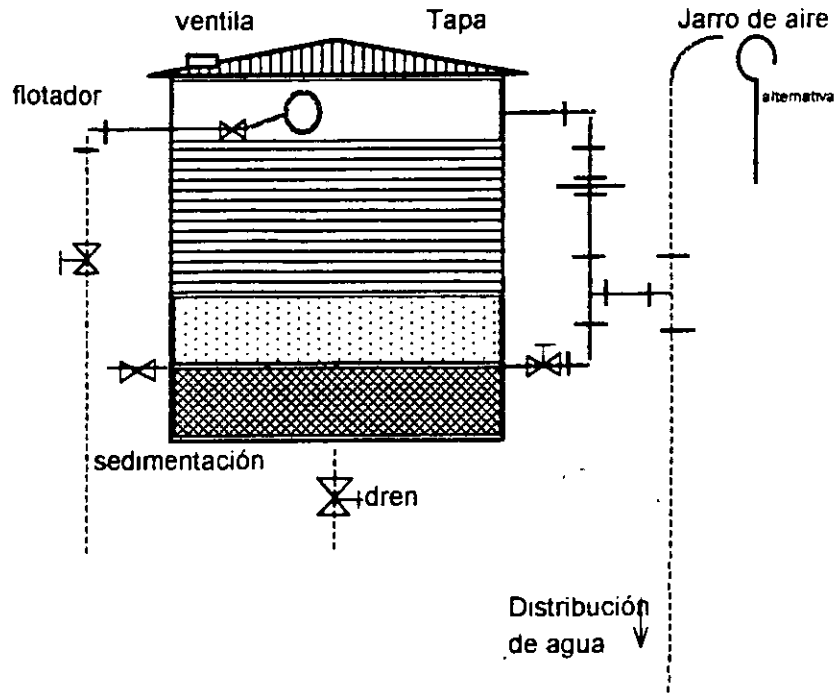 ventila
Tapa
Jarro de aire
flotador
alternativa
sedimentación
dren
Distribución
de agua